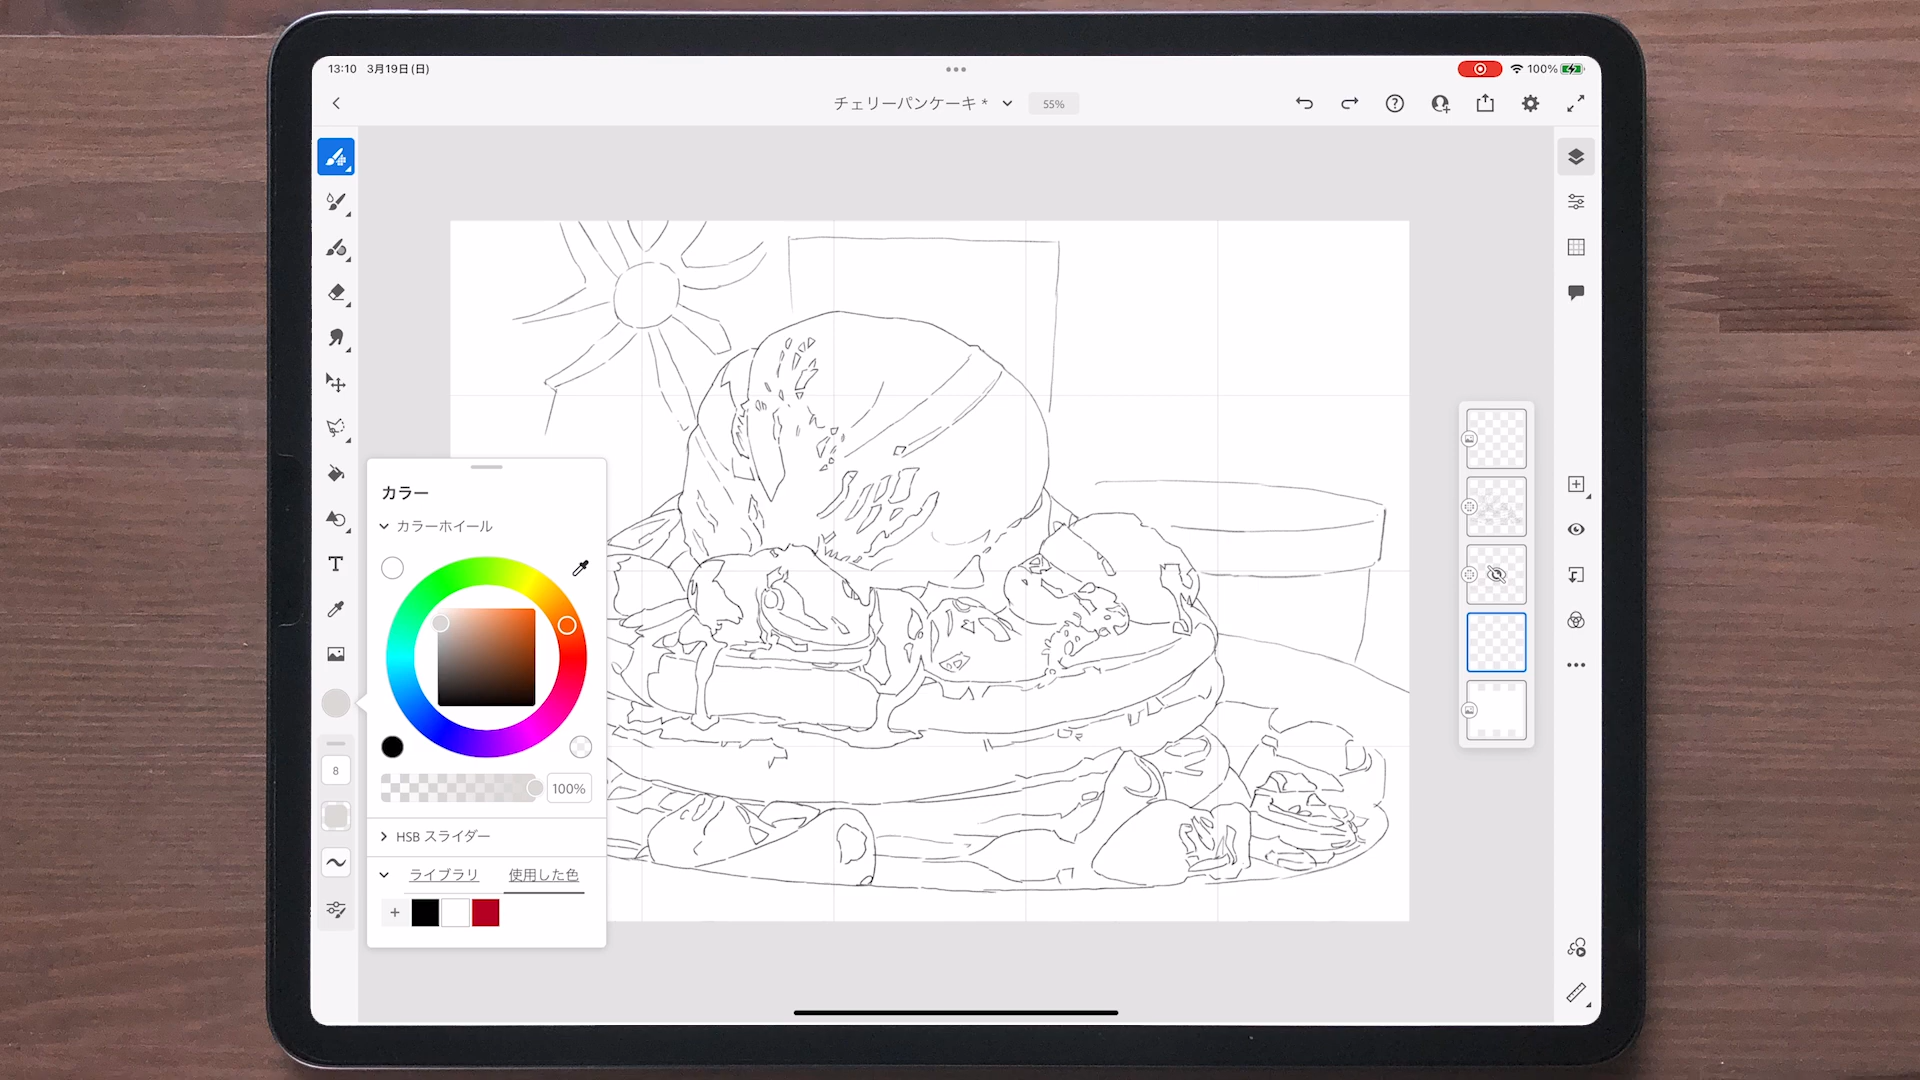 13:10 3月19日(日)
100%
チェリーパンケーキ *
55%
T
カラー
カラーホイール
8
100%
HSB スライダー
ライブラリ
使用した色